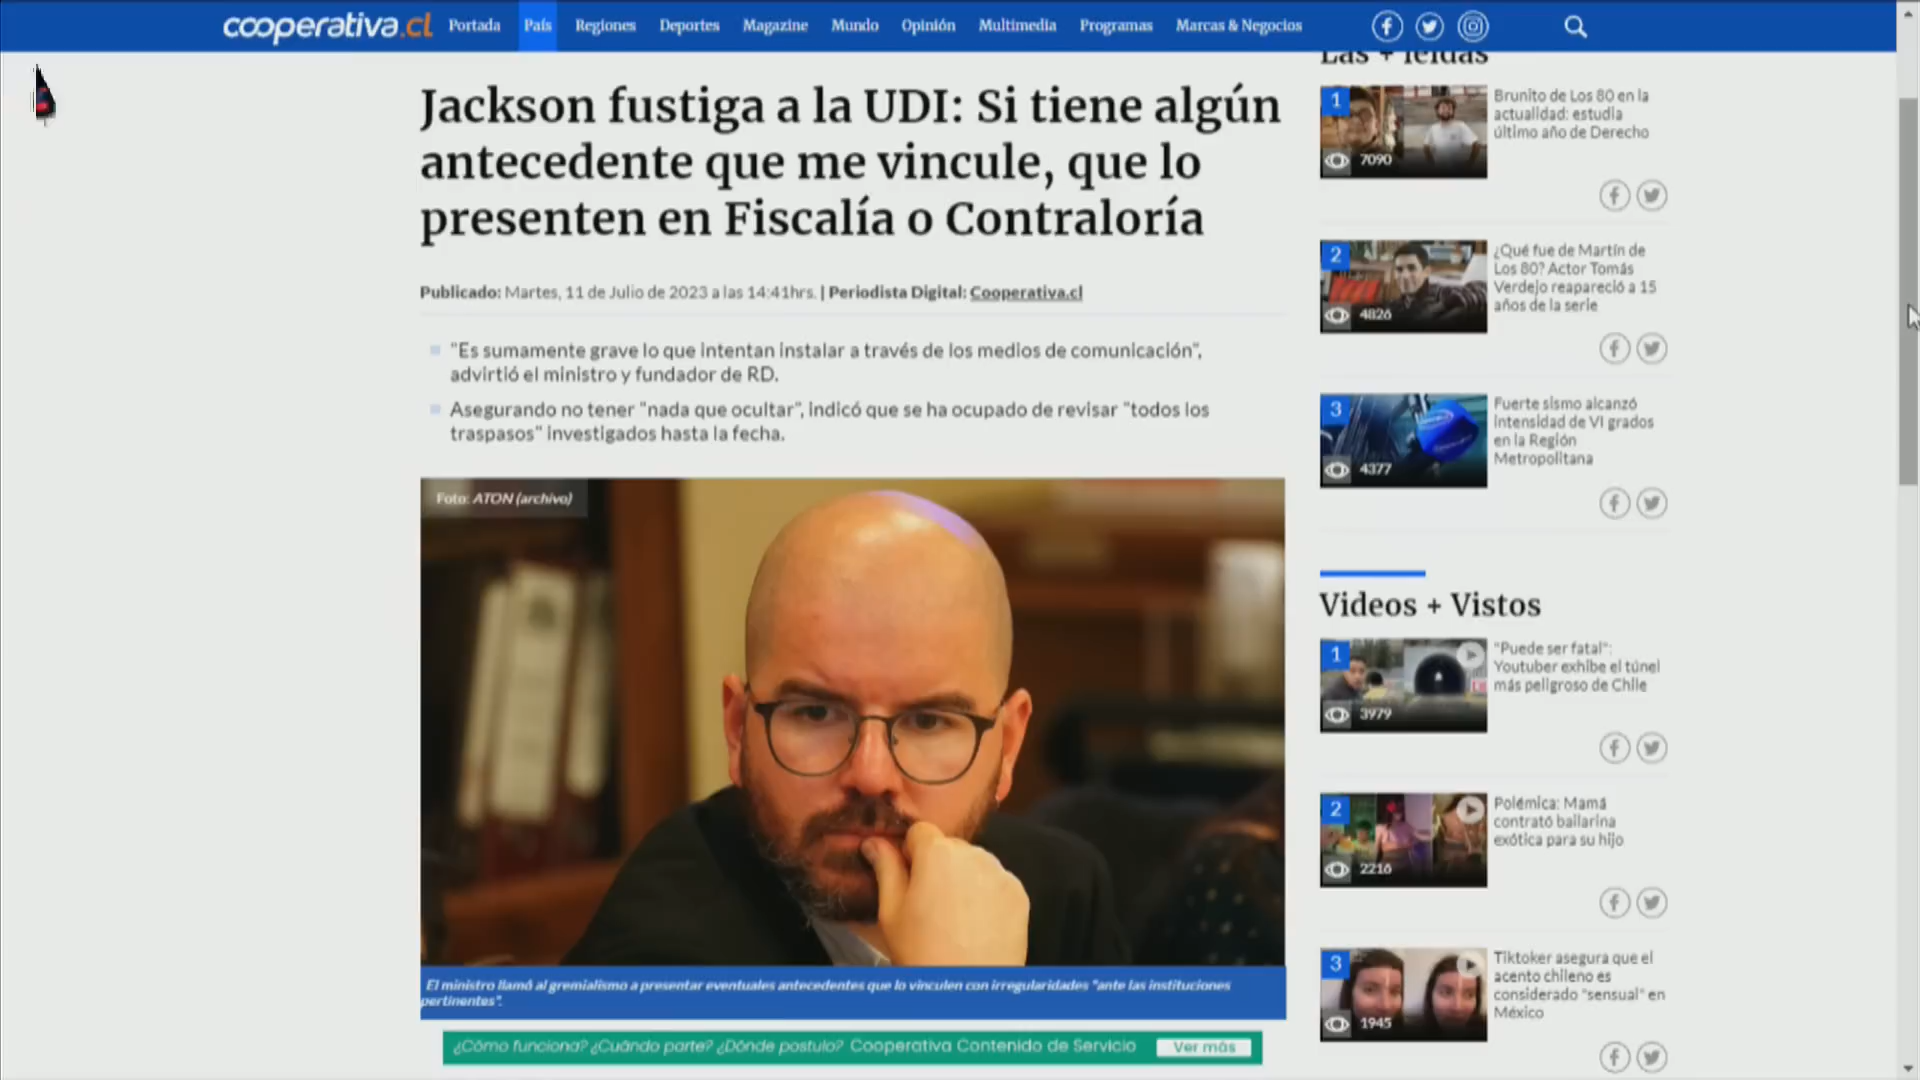 cooperativa.cl Portada País Regiones Deportes Magazine Mundo Opinión Multimedia Programas Marcas & Negocios
Jackson fustiga a la UDI: Si tiene algún
antecedente que me vincule, que lo
presenten en Fiscalía o Contraloría
Publicado: Martes, 11 de Julio de 2023 a las 14:41hrs. | Periodista Digital: Cooperativa.cl
"Es sumamente grave lo que intentan instalar a través de los medios de comunicación",
advirtió el ministro y fundador de RD.
Asegurando no tener "nada que ocultar", indicó que se ha ocupado de revisar "todos los
traspasos" investigados hasta la fecha.
Foto: ATON (archivo)
El ministro llamó al gremialismo a presentar eventuales antecedentes que lo vinculen con irregularidades "ante las instituciones
pertinentes".
¿Cómo funciona? ¿Cuándo parte? ¿Dónde postulo? Cooperativa Contenido de Servicio Ver más
Las + leídas
1
7090
Brunito de Los 80 en la
actualidad: estudia
último año de Derecho
2
4826
¿Qué fue de Martín de
Los 80? Actor Tomás
Verdejo reapareció a 15
años de la serie
3
4377
Fuerte sismo alcanzó
intensidad de VI grados
en la Región
Metropolitana
Videos + Vistos
1
3979
"Puede ser fatal":
Youtuber exhibe el túnel
más peligroso de Chile
2
2216
Polémica: Mamá
contrató bailarina
exótica para su hijo
3
1945
Tiktoker asegura que el
acento chileno es
considerado "sensual" en
México